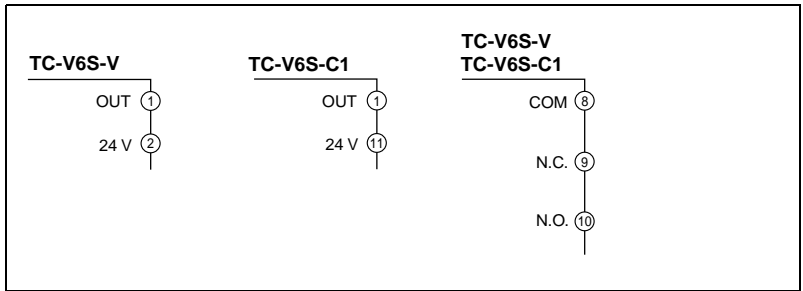 TC-V6S-V
OUT 1
24 V 2
TC-V6S-C1
OUT 1
24 V 11
TC-V6S-V
TC-V6S-C1
COM 8
N.C. 9
N.O. 10